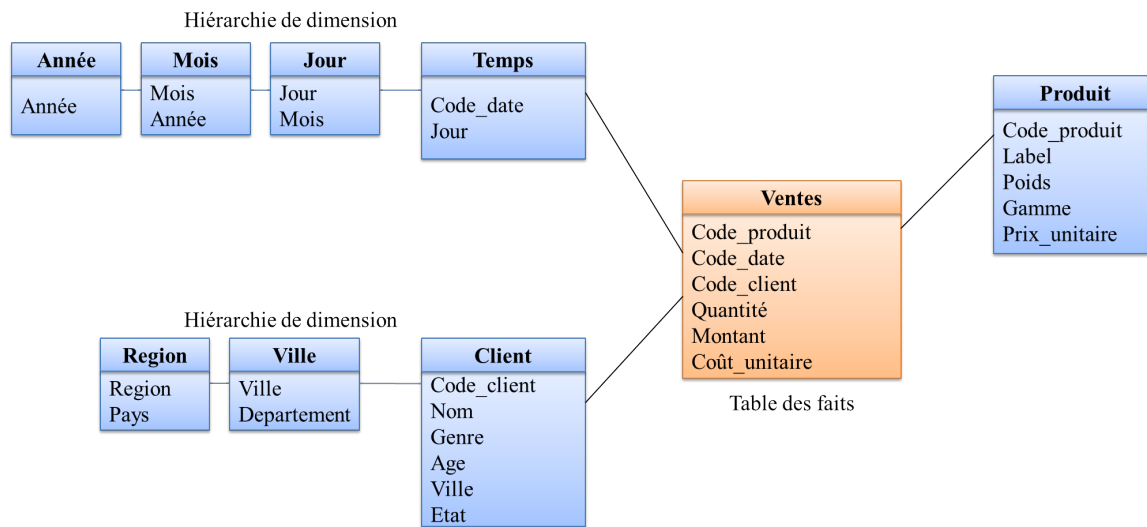 Hiérarchie de dimension
Année
Année
Mois
Mois
Année
Jour
Jour
Mois
Temps
Code_date
Jour
Produit
Code_produit
Label
Poids
Gamme
Prix_unitaire
Ventes
Code_produit
Code_date
Code_client
Quantité
Montant
Coût_unitaire
Table des faits
Hiérarchie de dimension
Region
Region
Pays
Ville
Ville
Departement
Client
Code_client
Nom
Genre
Age
Ville
Etat